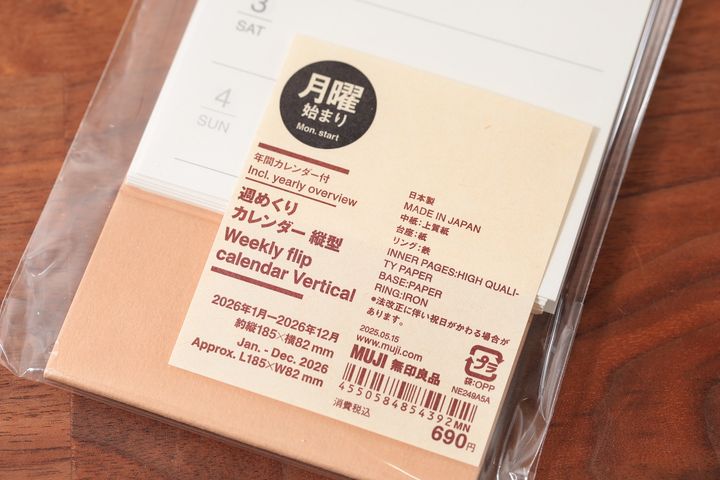 3
SAT
4
SUN
月曜
始まり
Mon. start
年間カレンダー付
Incl. yearly overview
週めくり
カレンダー 縦型
Weekly flip
calendar Vertical
2026年1月―2026年12月
約縦185×横82mm
Jan. - Dec. 2026
Approx. L185×W82 mm
日本製
MADE IN JAPAN
中紙:上質紙
台座:紙
リング:鉄
INNER PAGES:HIGH QUALI-
TY PAPER
BASE:PAPER
RING:IRON
●法改正に伴い祝日がかわる場合が
あります。
2025.05.15
www.muji.com
MUJI 無印良品
プラ
袋:OPP
NE249A5A
4550584854392 MN
消費税込
690円